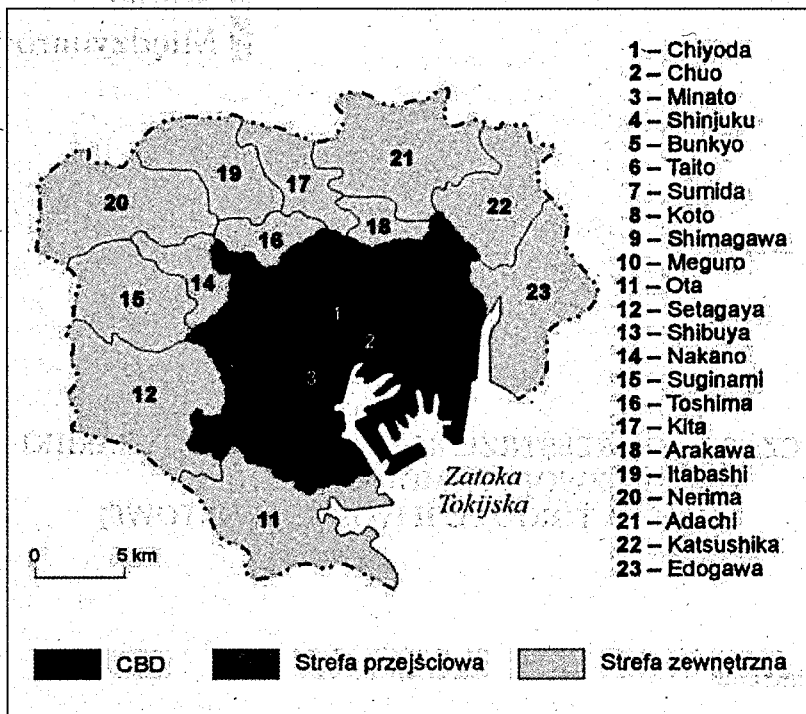 1 – Chiyoda
2 – Chuo
3 – Minato
4 – Shinjuku
5 – Bunkyo
6 – Taito
7 – Sumida
8 – Koto
9 – Shimagawa
10 – Meguro
11 – Ota
12 – Setagaya
13 – Shibuya
14 – Nakano
15 – Suginami
16 – Toshima
17 – Kita
18 – Arakawa
19 – Itabashi
20 – Nerima
21 – Adachi
22 – Katsushika
23 – Edogawa
21
19
17
20
22
18
16
14
23
15
1
2
3
12
11
Zatoka
Tokijska
0 5 km
CBD
Strefa przejściowa
Strefa zewnętrzna